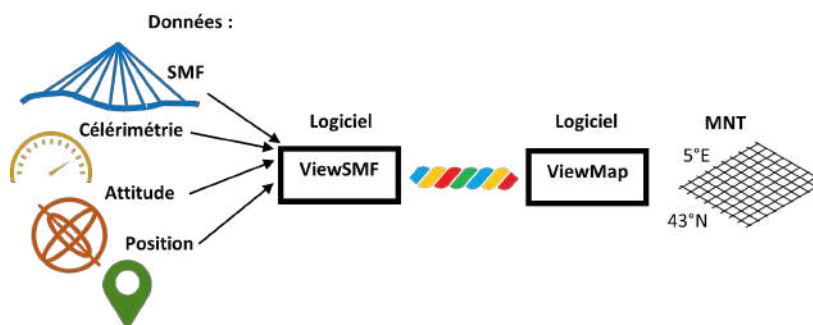 Données :
SMF
Célérimétrie
Attitude
Position
Logiciel
ViewSMF
Logiciel
ViewMap
MNT
5°E
43°N